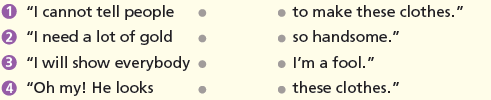 1 “I cannot tell people ● ● to make these clothes.”
2 “I need a lot of gold ● ● so handsome.”
3 “I will show everybody ● ● I’m a fool.”
4 “Oh my! He looks ● ● these clothes.”